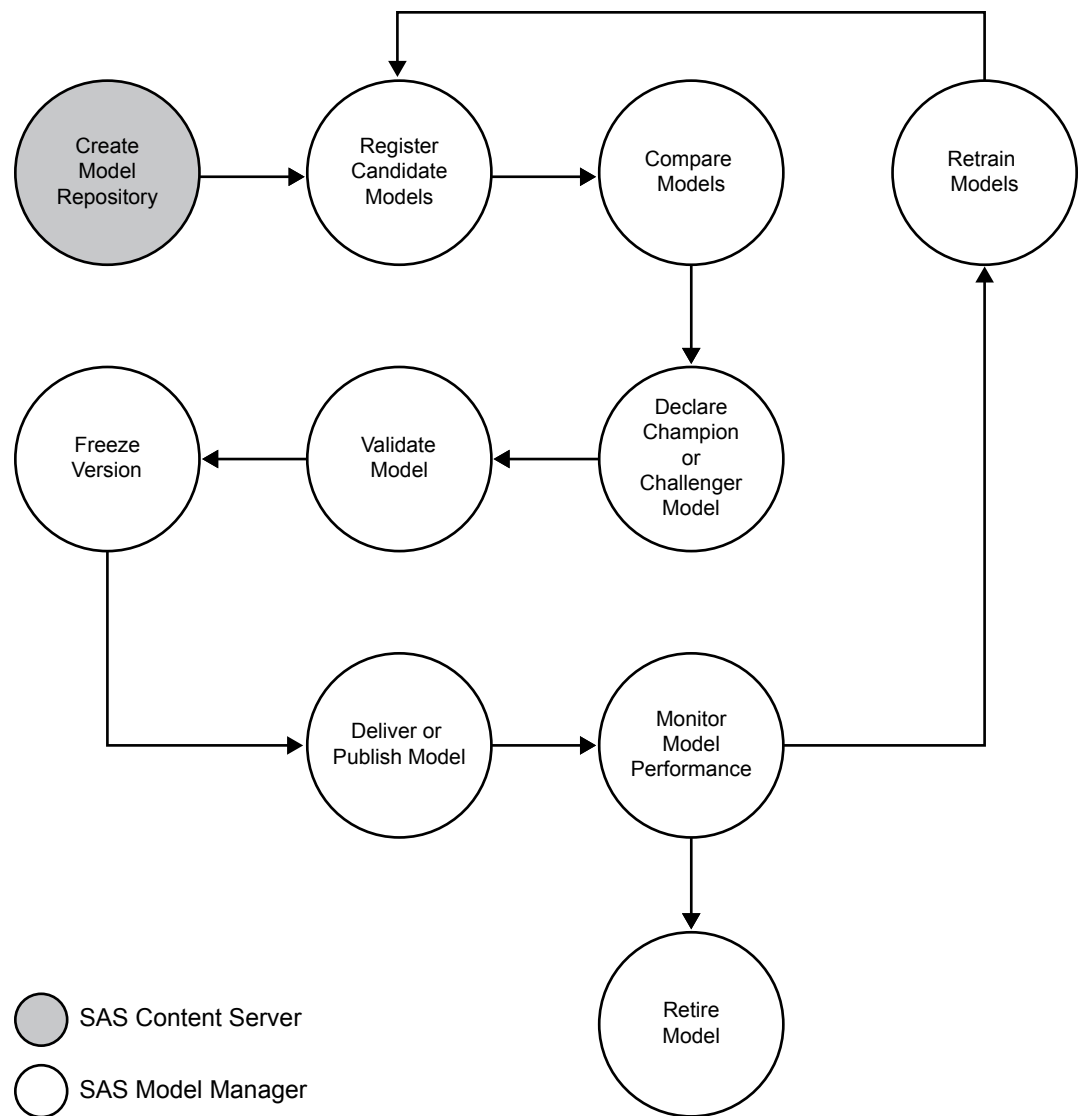 Create
Model
Repository
Register
Candidate
Models
Compare
Models
Retrain
Models
Freeze
Version
Validate
Model
Declare
Champion
or
Challenger
Model
Deliver or
Publish Model
Monitor
Model
Performance
Retire
Model
SAS Content Server
SAS Model Manager